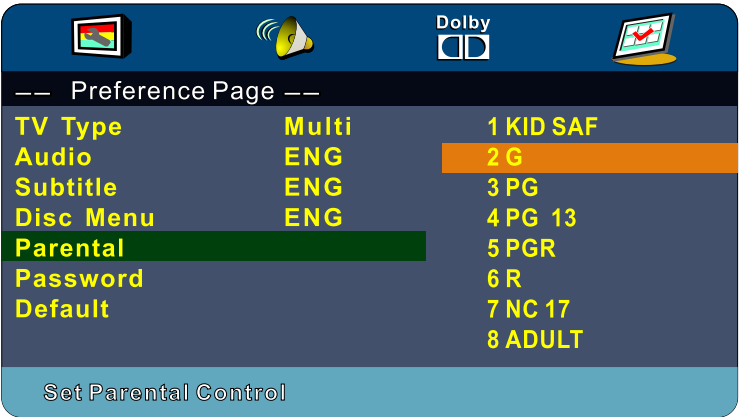 Dolby
—— Preference Page ——
TV Type Multi 1 KID SAF
Audio ENG 2 G
Subtitle ENG 3 PG
Disc Menu ENG 4 PG 13
Parental 5 PGR
Password 6 R
Default 7 NC 17
8 ADULT
Set Parental Control